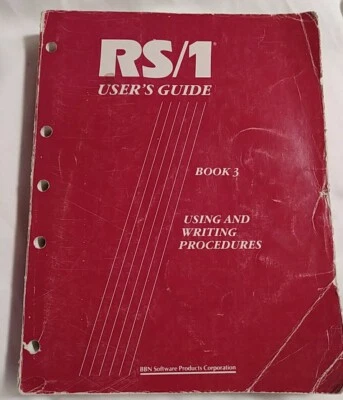 RS/1®
USER'S GUIDE
BOOK 3
USING AND
WRITING
PROCEDURES
BBN Software Products Corporation